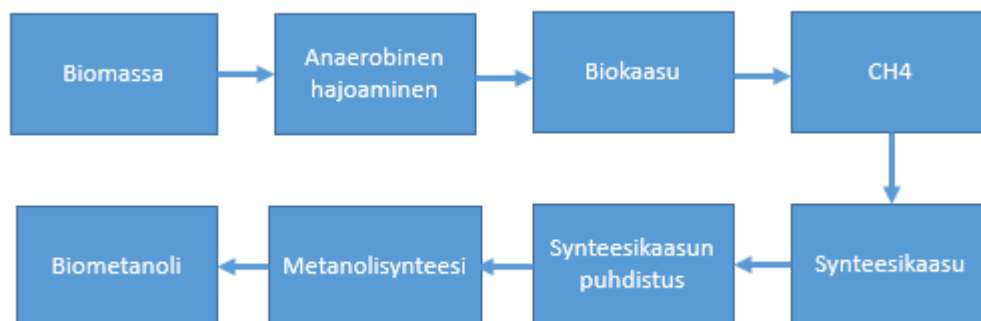 Biomassa
Anaerobinen
hajoaminen
Biokaasu
CH4
Synteesikaasu
Synteesikaasun
puhdistus
Metanolisynteesi
Biometanoli